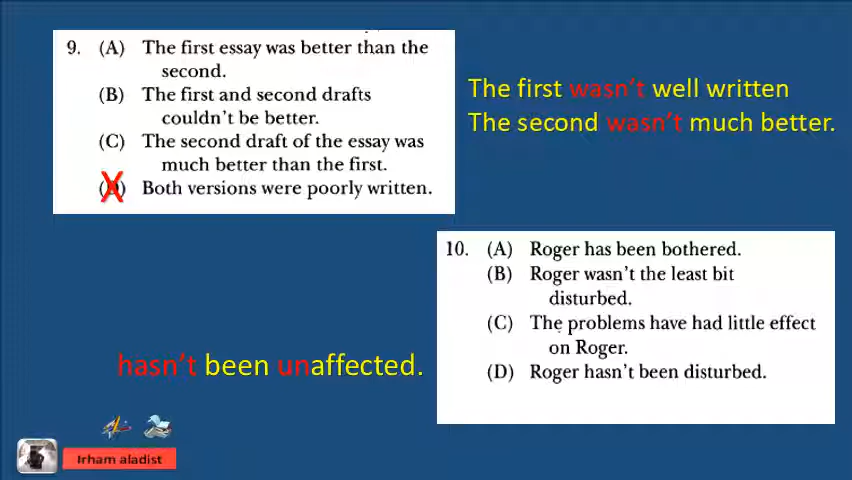 9. (A) The first essay was better than the
second.
(B) The first and second drafts
couldn't be better.
(C) The second draft of the essay was
much better than the first.
(D) Both versions were poorly written.
The first wasn't well written
The second wasn't much better.
10. (A) Roger has been bothered.
(B) Roger wasn't the least bit
disturbed.
(C) The problems have had little effect
on Roger.
(D) Roger hasn't been disturbed.
hasn't been unaffected.
Irham aladist